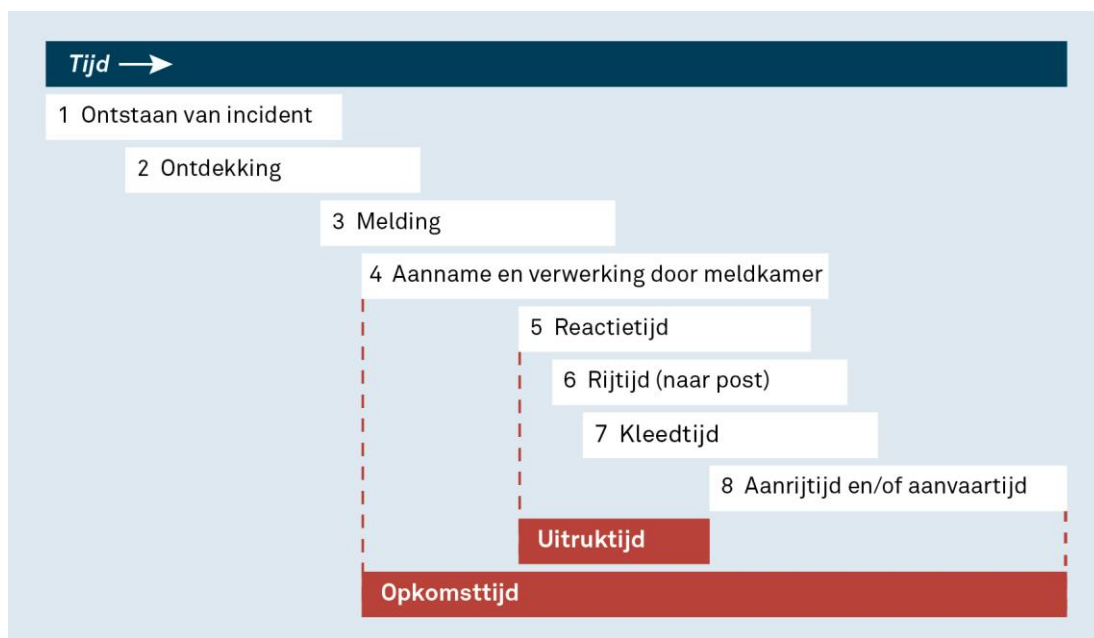 Tijd
1 Ontstaan van incident
2 Ontdekking
3 Melding
4 Aanname en verwerking door meldkamer
5 Reactietijd
6 Rijtijd (naar post)
7 Kleedtijd
8 Aanrijtijd en/of aanvaartijd
Uitruktijd
Opkomsttijd